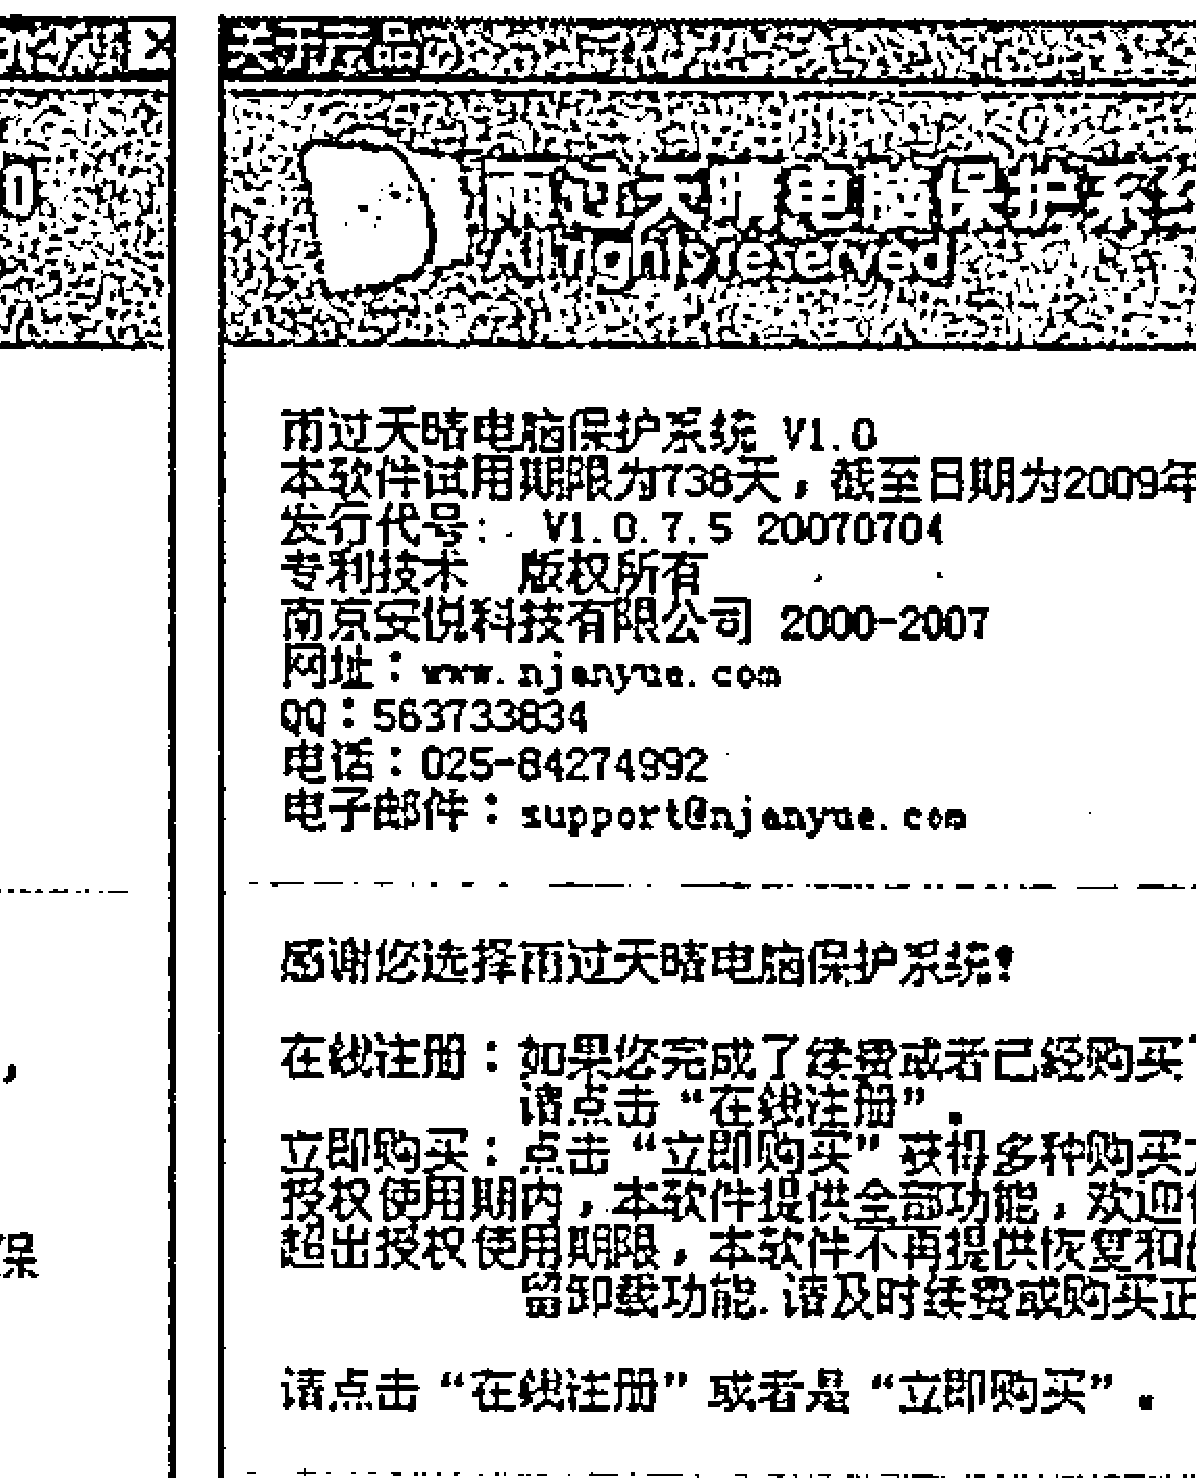 关于产品
0
雨过天晴电脑保护系
All rights reserved
雨过天晴电脑保护系统 V1.0
本软件试用期限为738天，截至日期为2009年
发行代号： V1.0.7.5 20070704
专利技术 版权所有
南京安悦科技有限公司 2000-2007
网址：www.njanyue.com
QQ：563733834
电话：025-84274992
电子邮件：support@njanyue.com
感谢您选择雨过天晴电脑保护系统！
，
在线注册：如果您完成了续费或者已经购买了
请点击“在线注册”。
立即购买：点击“立即购买”获得多种购买
授权使用期内，本软件提供全部功能，欢迎
保
超出授权使用期限，本软件不再提供恢复和
留卸载功能.请及时续费或购买正
请点击“在线注册”或者是“立即购买”。